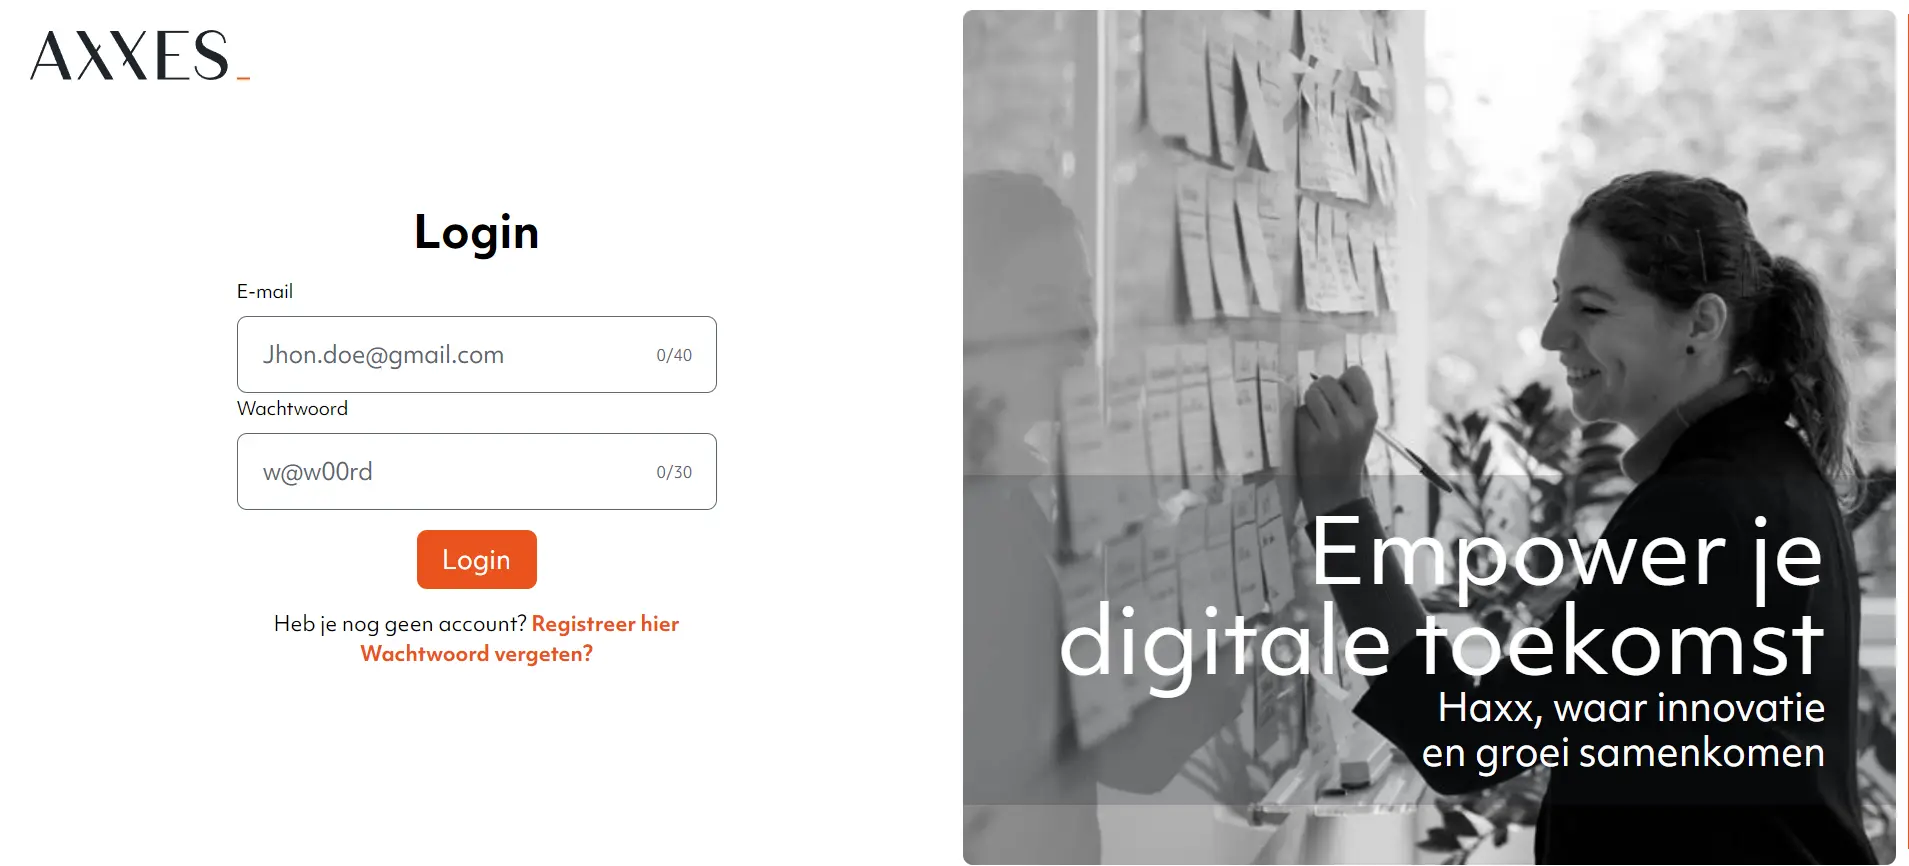 AXXES_
Login
E-mail
Jhon.doe@gmail.com 0/40
Wachtwoord
w@w00rd 0/30
Login
Heb je nog geen account? Registreer hier
Wachtwoord vergeten?
Empower je
digitale toekomst
Haxx, waar innovatie
en groei samenkomen